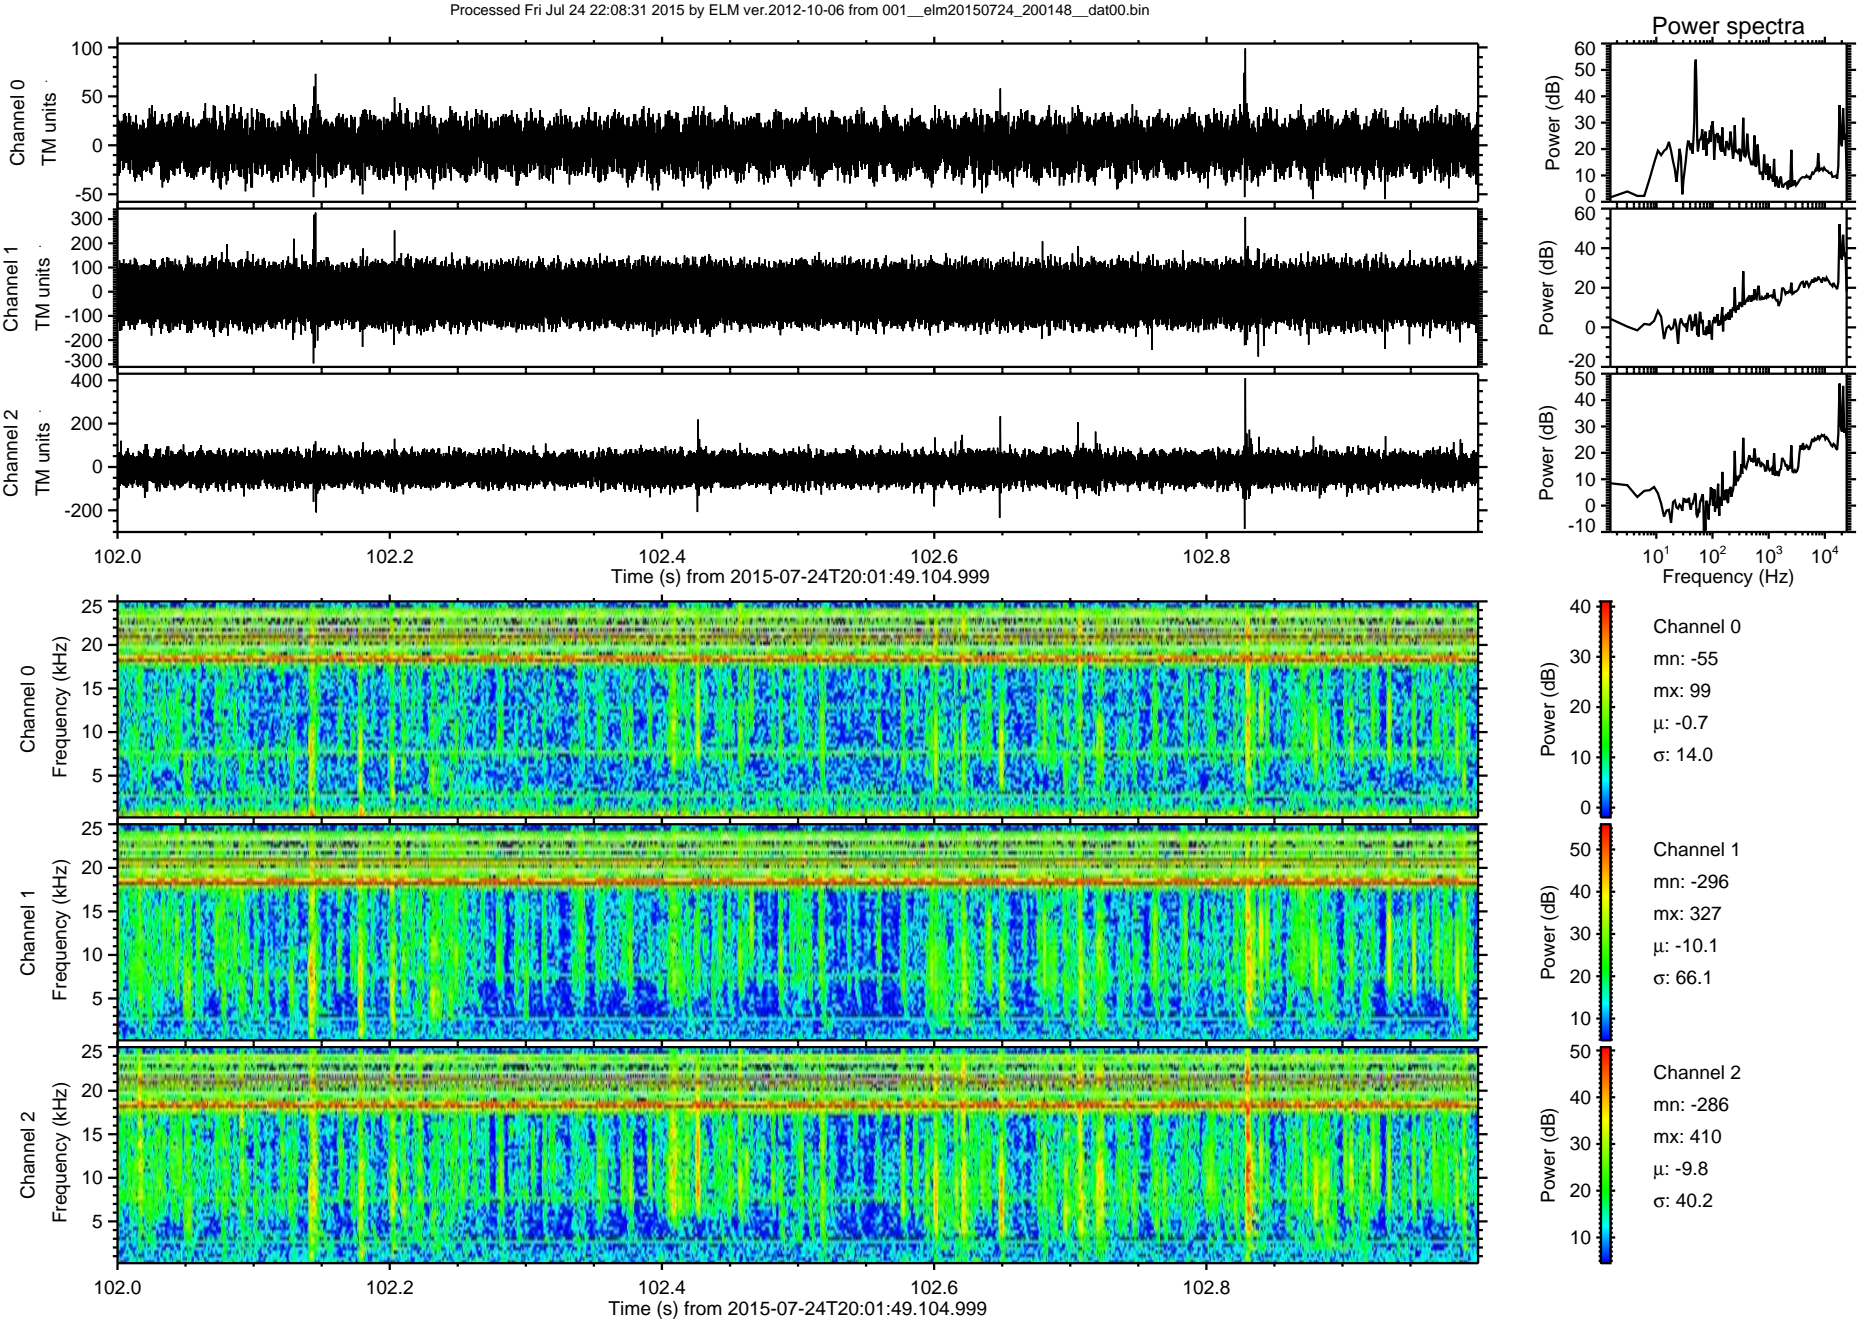 Processed Fri Jul 24 22:08:31 2015 by ELM ver.2012-10-06 from 001__elm20150724_200148__dat00.bin
Power spectra
Channel 0
TM units
100
50
0
-50
Power (dB)
60
50
40
30
20
10
0
Channel 1
TM units
300
200
100
0
-100
-200
-300
Power (dB)
60
40
20
0
-20
Channel 2
TM units
400
200
0
-200
Power (dB)
50
40
30
20
10
0
-10
102.0 102.2 102.4 102.6 102.8
Time (s) from 2015-07-24T20:01:49.104.999
10^1 10^2 10^3 10^4
Frequency (Hz)
Channel 0
Frequency (kHz)
25
20
15
10
5
Power (dB)
40
30
20
10
0
Channel 0
mn: -55
mx: 99
μ: -0.7
σ: 14.0
Channel 1
Frequency (kHz)
25
20
15
10
5
Power (dB)
50
40
30
20
10
Channel 1
mn: -296
mx: 327
μ: -10.1
σ: 66.1
Channel 2
Frequency (kHz)
25
20
15
10
5
Power (dB)
50
40
30
20
10
Channel 2
mn: -286
mx: 410
μ: -9.8
σ: 40.2
102.0 102.2 102.4 102.6 102.8
Time (s) from 2015-07-24T20:01:49.104.999